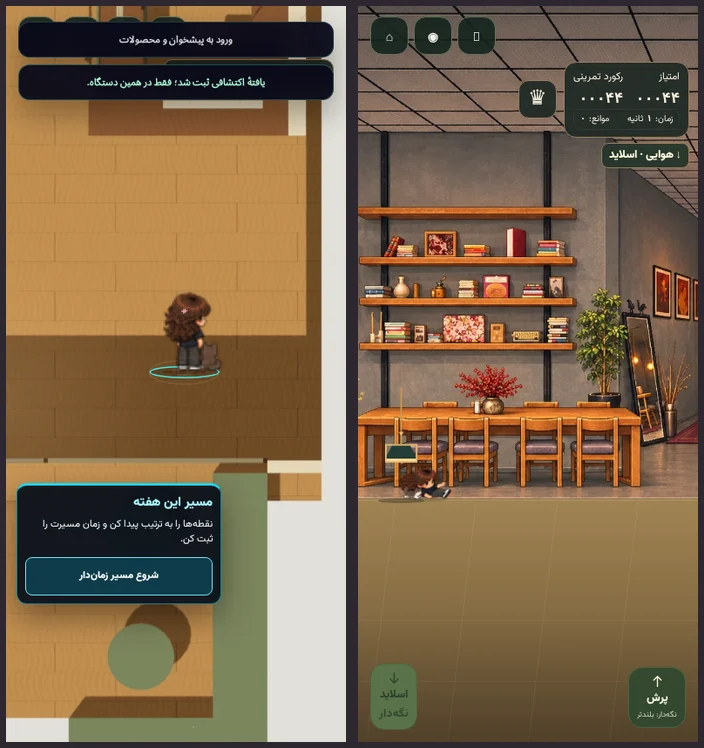 ورود به پیشخوان و محصولات
یافتهٔ اکتشافی ثبت شد؛ فقط در همین دستگاه.
مسیر این هفته
نقطه‌ها را به ترتیب پیدا کن و زمان مسیرت را
ثبت کن.
شروع مسیر زمان‌دار
امتیاز رکورد تمرینی
۰۰۰۴۴ ۰۰۰۴۴
زمان: ۱ ثانیه موانع: ۰
↓ هوایی · اسلاید
↓
اسلاید
نگه‌دار
↑
پرش
نگه‌دار: بلندتر